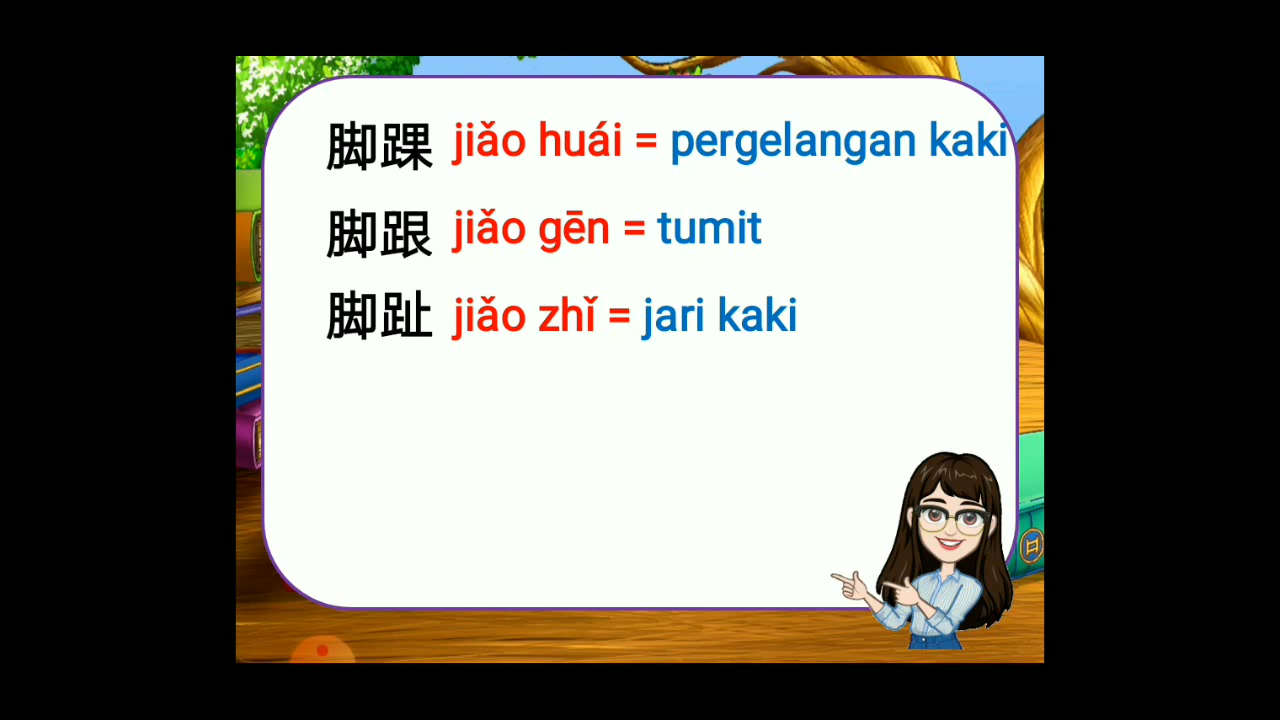 脚踝 jiǎo huái = pergelangan kaki
脚跟 jiǎo gēn = tumit
脚趾 jiǎo zhǐ = jari kaki